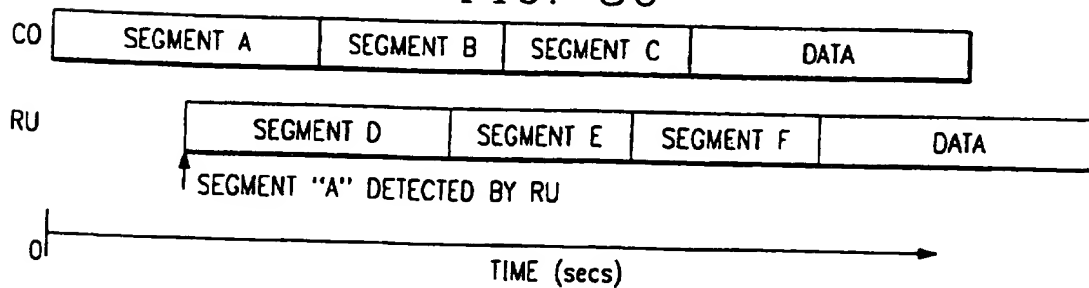 CO SEGMENT A SEGMENT B SEGMENT C DATA
RU SEGMENT D SEGMENT E SEGMENT F DATA
SEGMENT "A" DETECTED BY RU
0
TIME (secs)